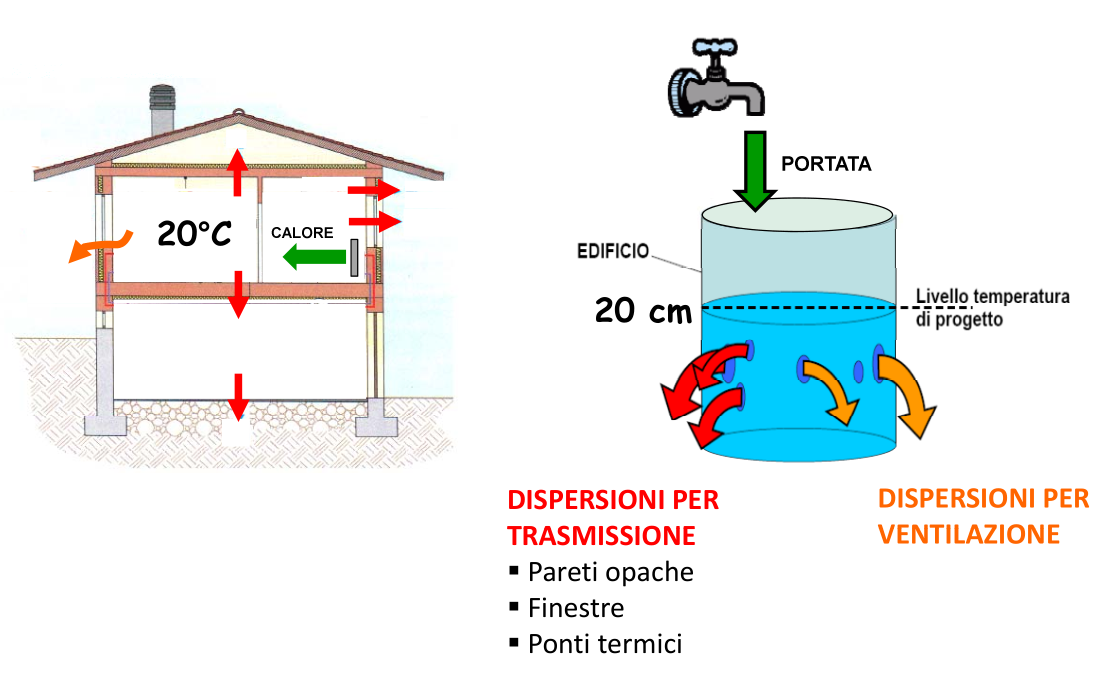 20°C
CALORE
PORTATA
EDIFICIO
20 cm
Livello temperatura
di progetto
DISPERSIONI PER
TRASMISSIONE
▪ Pareti opache
▪ Finestre
▪ Ponti termici
DISPERSIONI PER
VENTILAZIONE